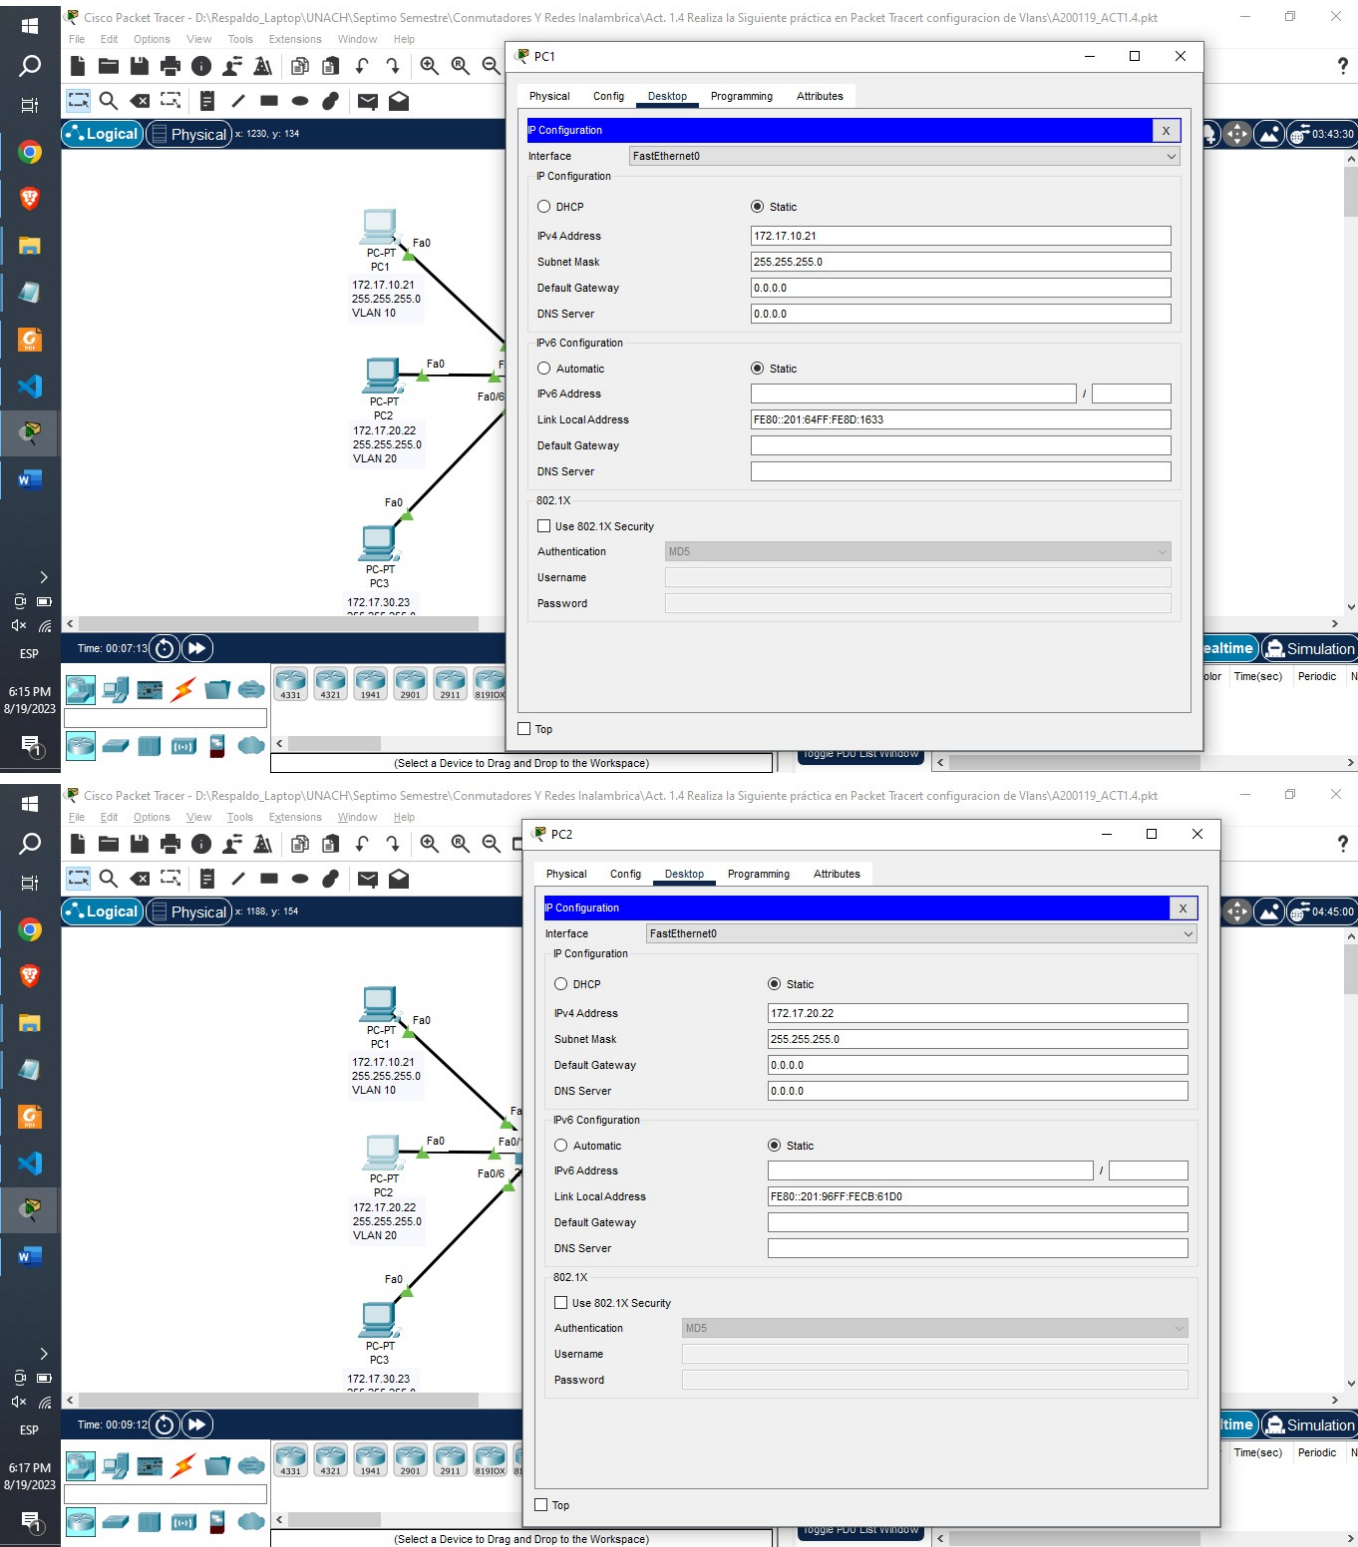 Cisco Packet Tracer - D:\Respaldo_Laptop\UNACH\Septimo Semestre\Conmutadores Y Redes Inalambrica\Act. 1.4 Realiza la Siguiente práctica en Packet Tracert configuracion de Vlans\A200119_ACT1.4.pkt
File Edit Options View Tools Extensions Window Help
PC1
?
Physical Config Desktop Programming Attributes
Logical Physical x: 1230, y: 134
03:43:30
IP Configuration X
Interface FastEthernet0
IP Configuration
DHCP Static
IPv4 Address 172.17.10.21
Subnet Mask 255.255.255.0
Default Gateway 0.0.0.0
DNS Server 0.0.0.0
IPv6 Configuration
Automatic Static
IPv6 Address /
Link Local Address FE80::201:64FF:FE8D:1633
Default Gateway
DNS Server
802.1X
Use 802.1X Security
Authentication MD5
Username
Password
Top
Fa0
PC-PT
PC1
172.17.10.21
255.255.255.0
VLAN 10
Fa0
Fa0/6
PC-PT
PC2
172.17.20.22
255.255.255.0
VLAN 20
Fa0
PC-PT
PC3
172.17.30.23
255.255.255.0
Time: 00:07:13
ealtime Simulation
olor Time(sec) Periodic N
4331 4321 1941 2901 2911 819IOX
(Select a Device to Drag and Drop to the Workspace)
Toggle PDU List Window
ESP
6:15 PM
8/19/2023
1
Cisco Packet Tracer - D:\Respaldo_Laptop\UNACH\Septimo Semestre\Conmutadores Y Redes Inalambrica\Act. 1.4 Realiza la Siguiente práctica en Packet Tracert configuracion de Vlans\A200119_ACT1.4.pkt
File Edit Options View Tools Extensions Window Help
PC2
?
Physical Config Desktop Programming Attributes
Logical Physical x: 1188, y: 154
04:45:00
IP Configuration X
Interface FastEthernet0
IP Configuration
DHCP Static
IPv4 Address 172.17.20.22
Subnet Mask 255.255.255.0
Default Gateway 0.0.0.0
DNS Server 0.0.0.0
IPv6 Configuration
Automatic Static
IPv6 Address /
Link Local Address FE80::201:96FF:FECB:61D0
Default Gateway
DNS Server
802.1X
Use 802.1X Security
Authentication MD5
Username
Password
Top
Fa0
PC-PT
PC1
172.17.10.21
255.255.255.0
VLAN 10
Fa0
Fa0/6
PC-PT
PC2
172.17.20.22
255.255.255.0
VLAN 20
Fa0
PC-PT
PC3
172.17.30.23
255.255.255.0
Time: 00:09:12
ltime Simulation
Time(sec) Periodic N
4331 4321 1941 2901 2911 819IOX
(Select a Device to Drag and Drop to the Workspace)
Toggle PDU List Window
ESP
6:17 PM
8/19/2023
1